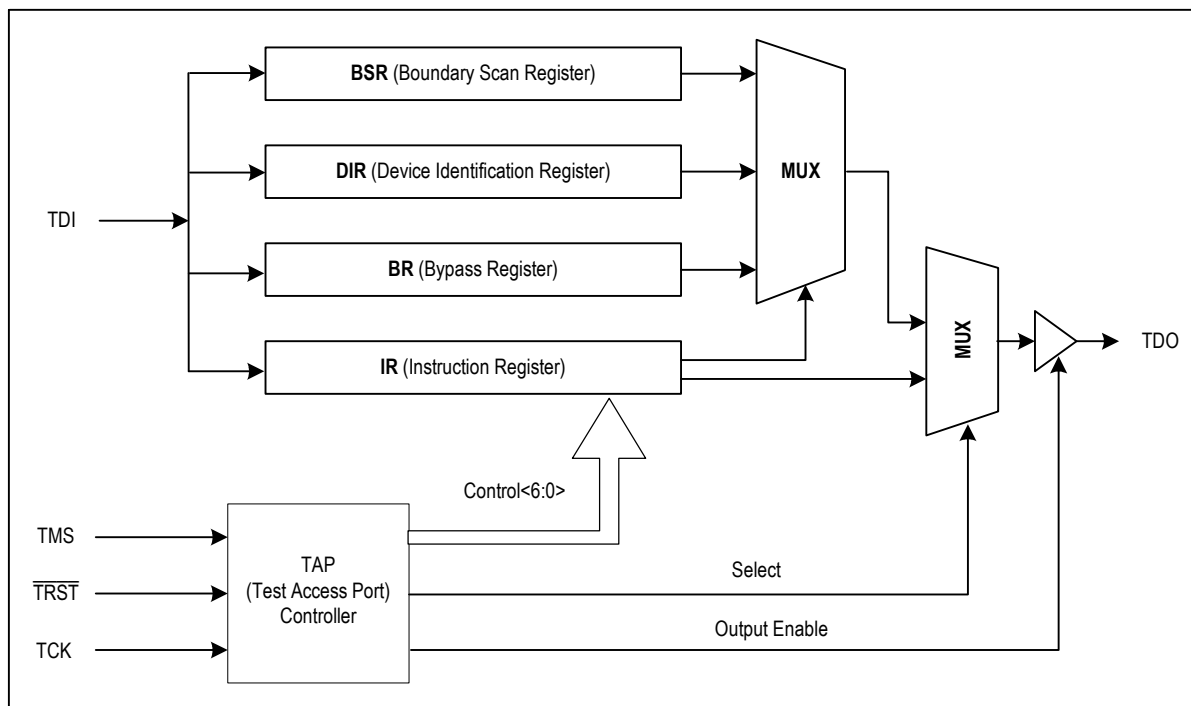 BSR (Boundary Scan Register)
DIR (Device Identification Register)
MUX
TDI
BR (Bypass Register)
MUX
TDO
IR (Instruction Register)
Control<6:0>
TMS
TAP
(Test Access Port)
Controller
T̅R̅S̅T̅
Select
TCK
Output Enable